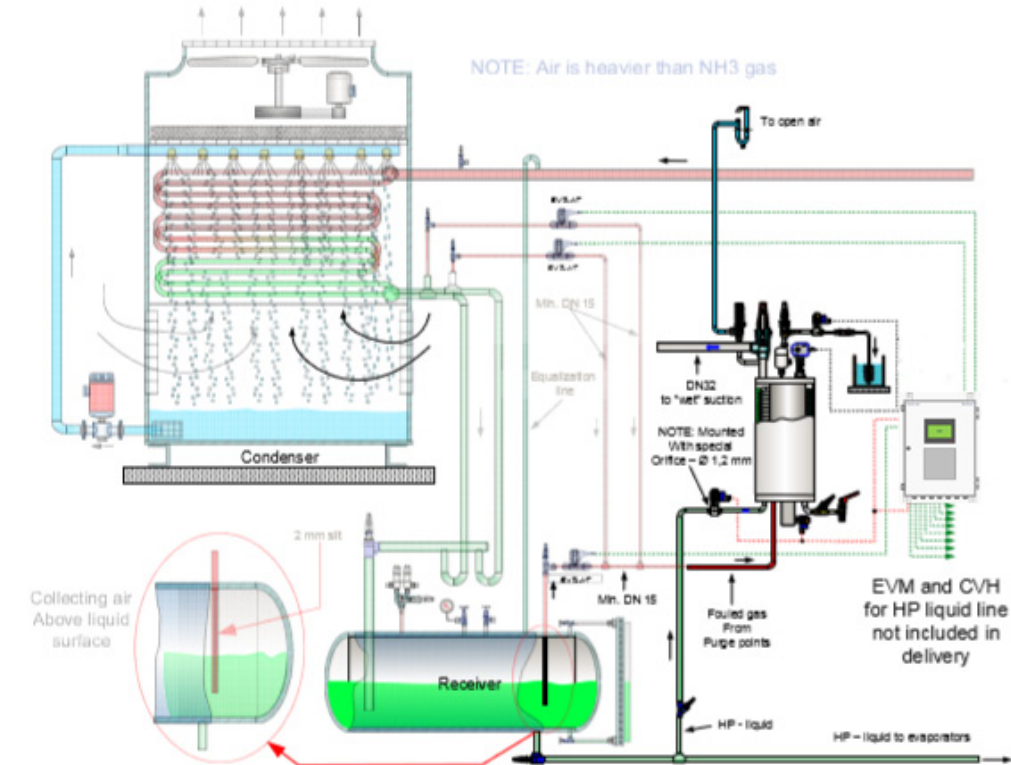 NOTE: Air is heavier than NH3 gas
To open air
Min. DN 15
Equalization
line
DN32
to "wet" suction
NOTE: Mounted
With special
Orifice – Ø 1,2 mm
Condenser
2 mm slit
Collecting air
Above liquid
surface
Min. DN 15
Fouled gas
From
Purge points
EVM and CVH
for HP liquid line
not included in
delivery
Receiver
HP - liquid
HP – liquid to evaporators